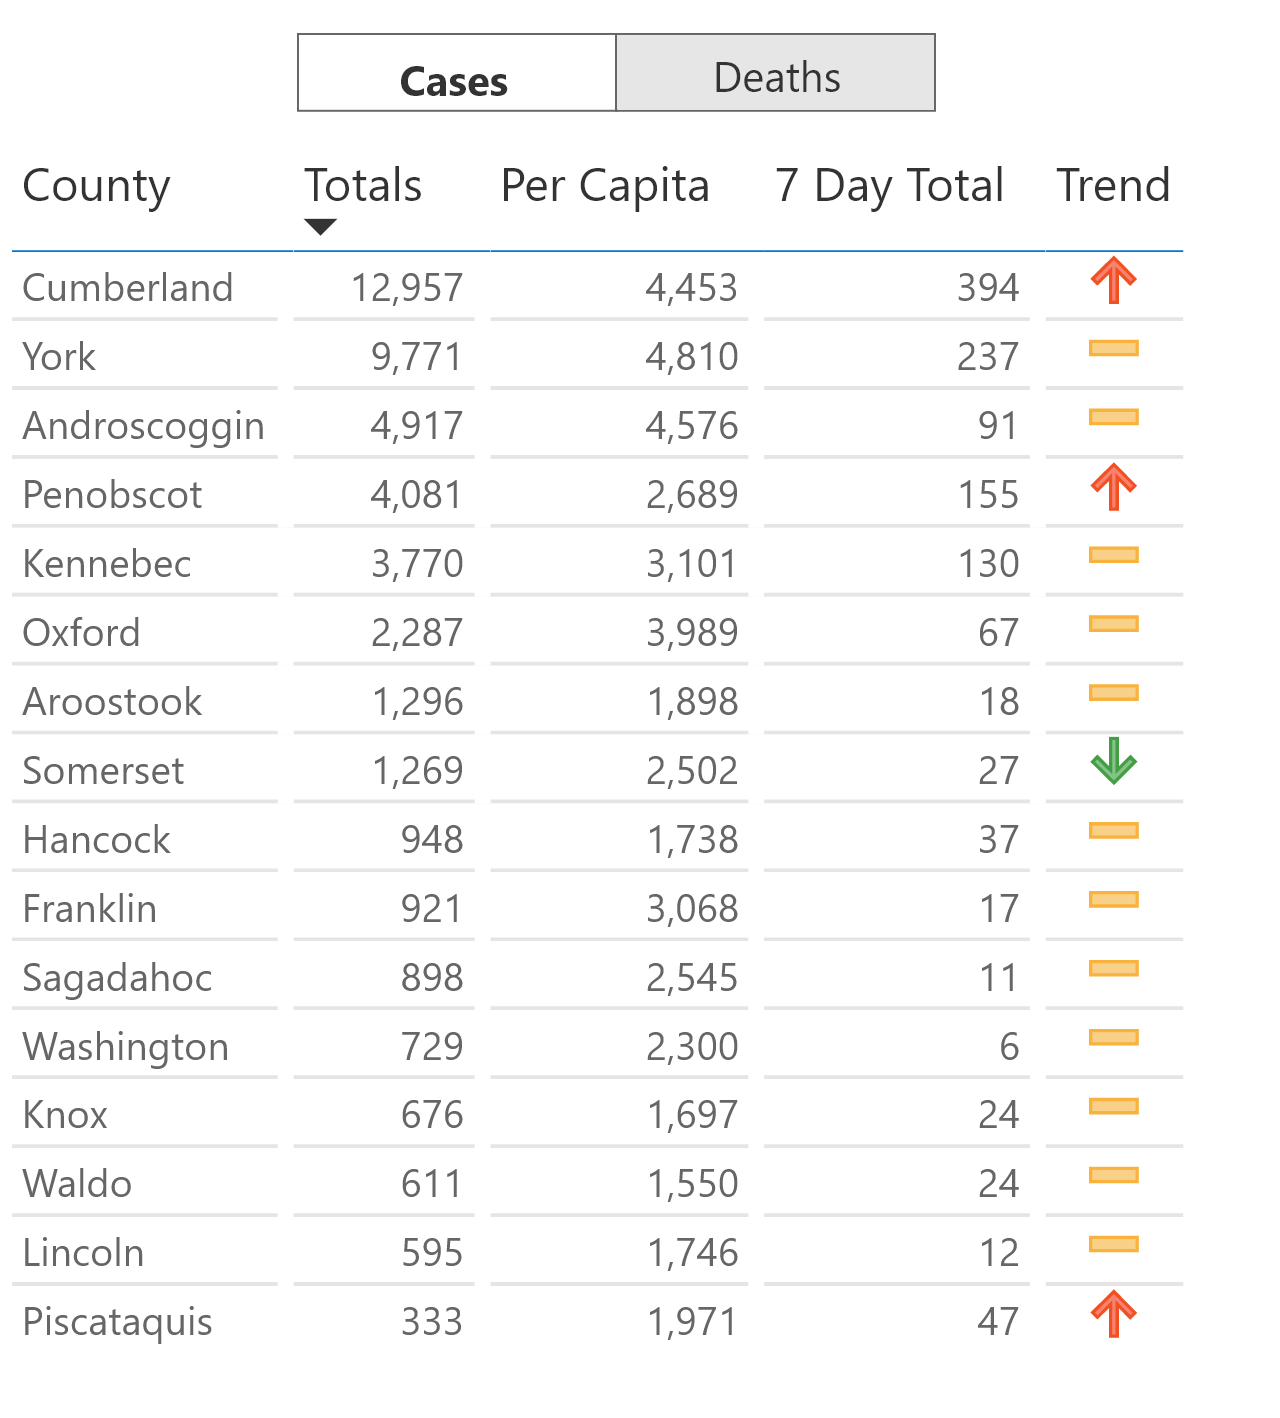 Cases Deaths
County Totals Per Capita 7 Day Total Trend
Cumberland 12,957 4,453 394
York 9,771 4,810 237
Androscoggin 4,917 4,576 91
Penobscot 4,081 2,689 155
Kennebec 3,770 3,101 130
Oxford 2,287 3,989 67
Aroostook 1,296 1,898 18
Somerset 1,269 2,502 27
Hancock 948 1,738 37
Franklin 921 3,068 17
Sagadahoc 898 2,545 11
Washington 729 2,300 6
Knox 676 1,697 24
Waldo 611 1,550 24
Lincoln 595 1,746 12
Piscataquis 333 1,971 47